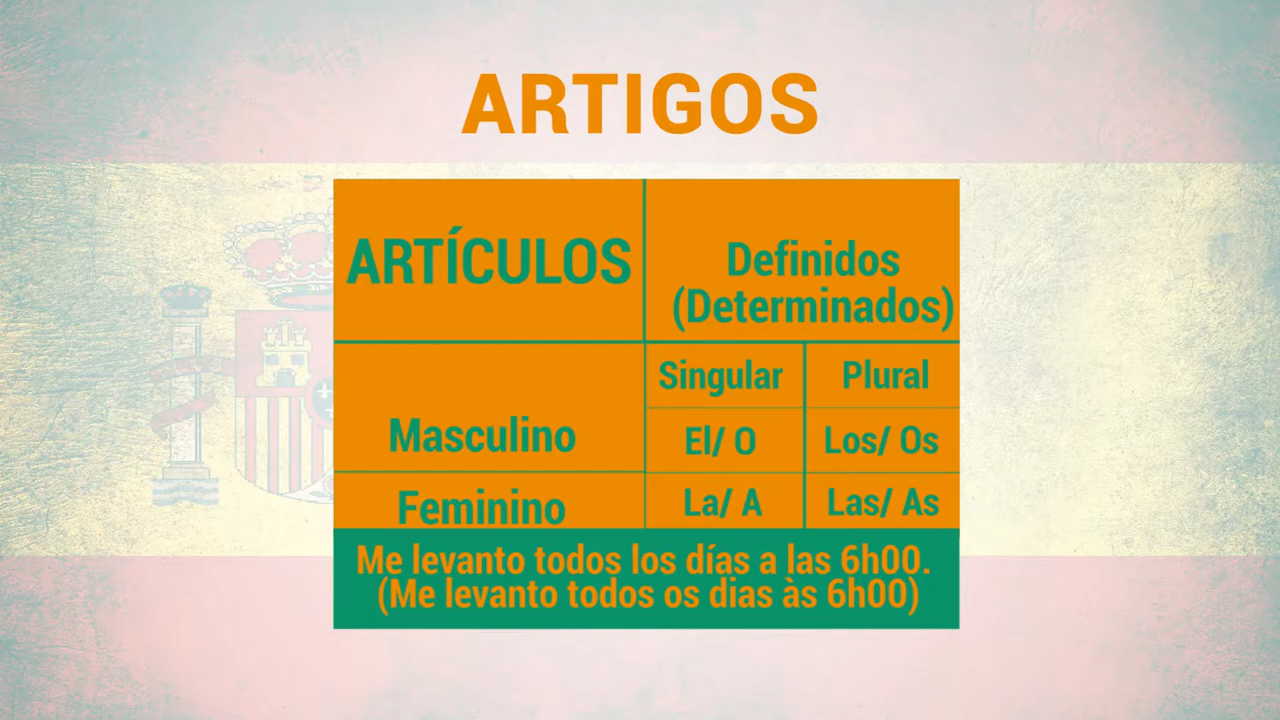 ARTIGOS
ARTÍCULOS
Definidos
(Determinados)
Singular
Plural
Masculino
El/ O
Los/ Os
Feminino
La/ A
Las/ As
Me levanto todos los días a las 6h00.
(Me levanto todos os dias às 6h00)